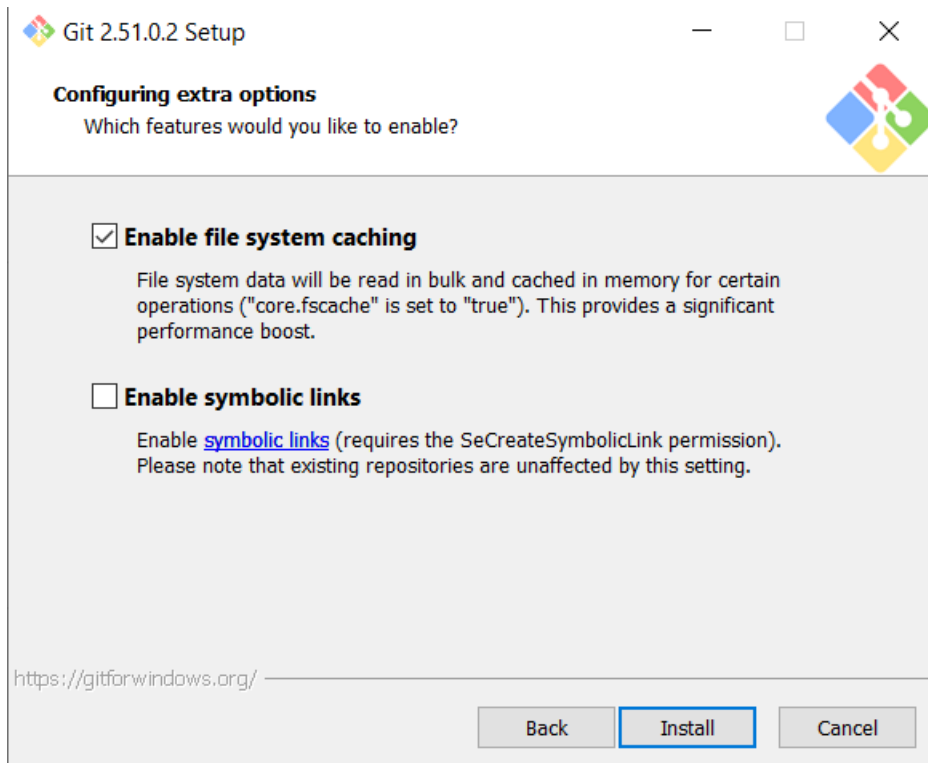 Git 2.51.0.2 Setup
Configuring extra options
Which features would you like to enable?
Enable file system caching
File system data will be read in bulk and cached in memory for certain
operations ("core.fscache" is set to "true"). This provides a significant
performance boost.
Enable symbolic links
Enable symbolic links (requires the SeCreateSymbolicLink permission).
Please note that existing repositories are unaffected by this setting.
https://gitforwindows.org/
Back
Install
Cancel